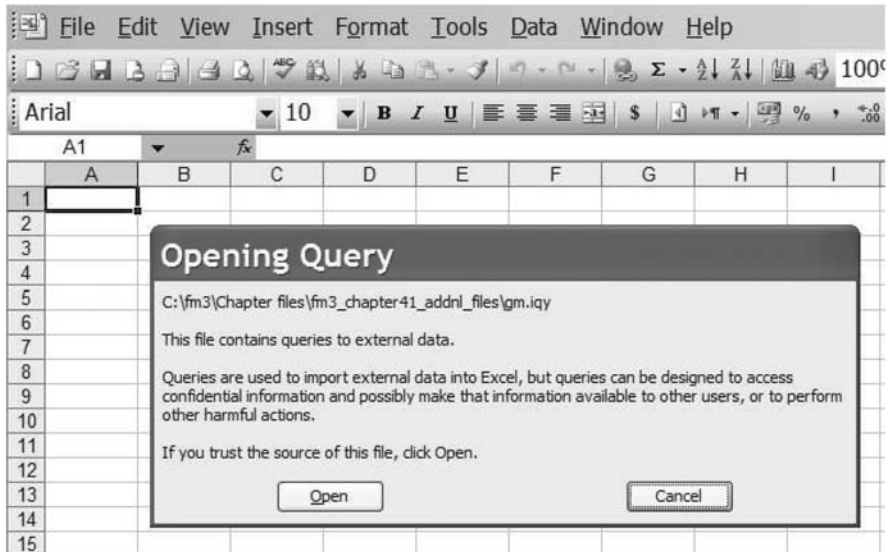 File Edit View Insert Format Tools Data Window Help
ABC Σ A Z Z A 100%
Arial 10 B I U $ % , .0 .00
A1 fx
A B C D E F G H I
1
2
3
4
5
6
7
8
9
10
11
12
13
14
15
Opening Query
C:\fm3\Chapter files\fm3_chapter41_addnl_files\gm.iqy
This file contains queries to external data.
Queries are used to import external data into Excel, but queries can be designed to access
confidential information and possibly make that information available to other users, or to perform
other harmful actions.
If you trust the source of this file, click Open.
Open Cancel